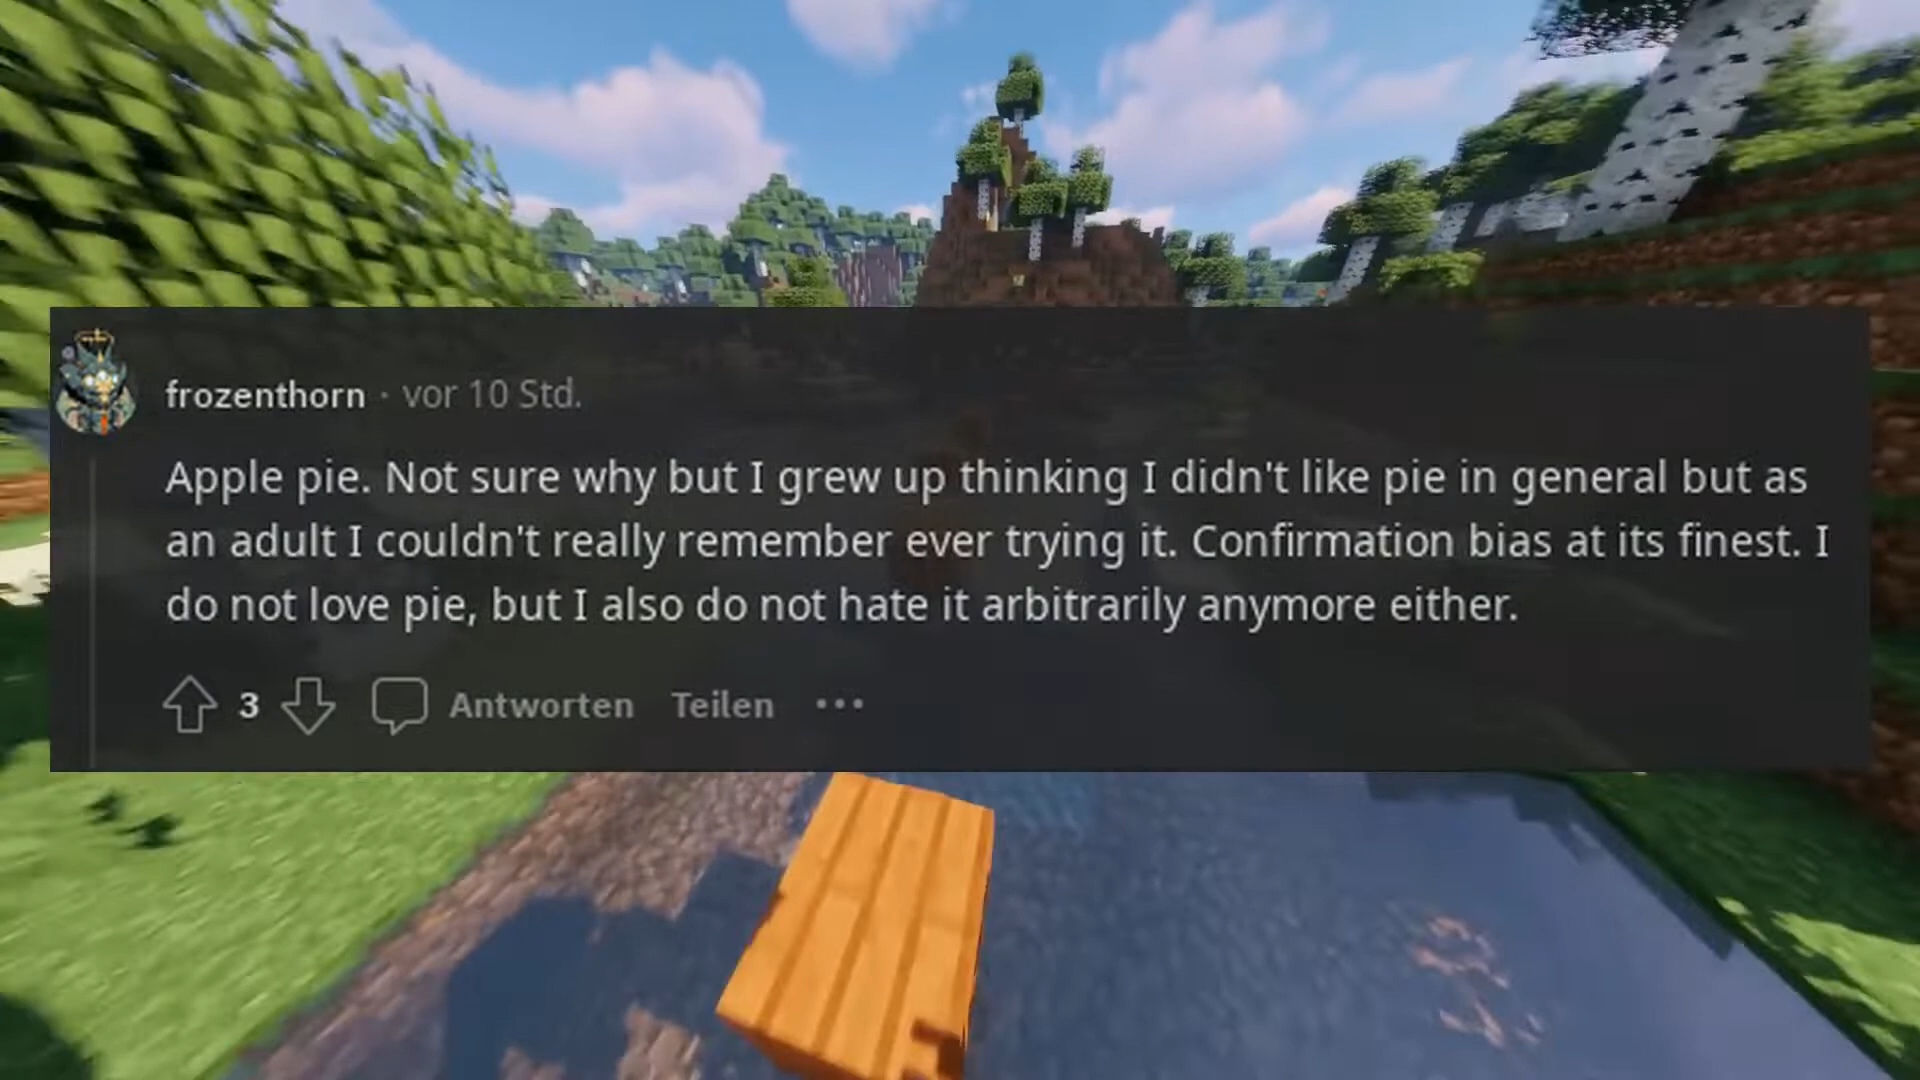 frozenthorn · vor 10 Std.
Apple pie. Not sure why but I grew up thinking I didn't like pie in general but as
an adult I couldn't really remember ever trying it. Confirmation bias at its finest. I
do not love pie, but I also do not hate it arbitrarily anymore either.
3 Antworten Teilen •••